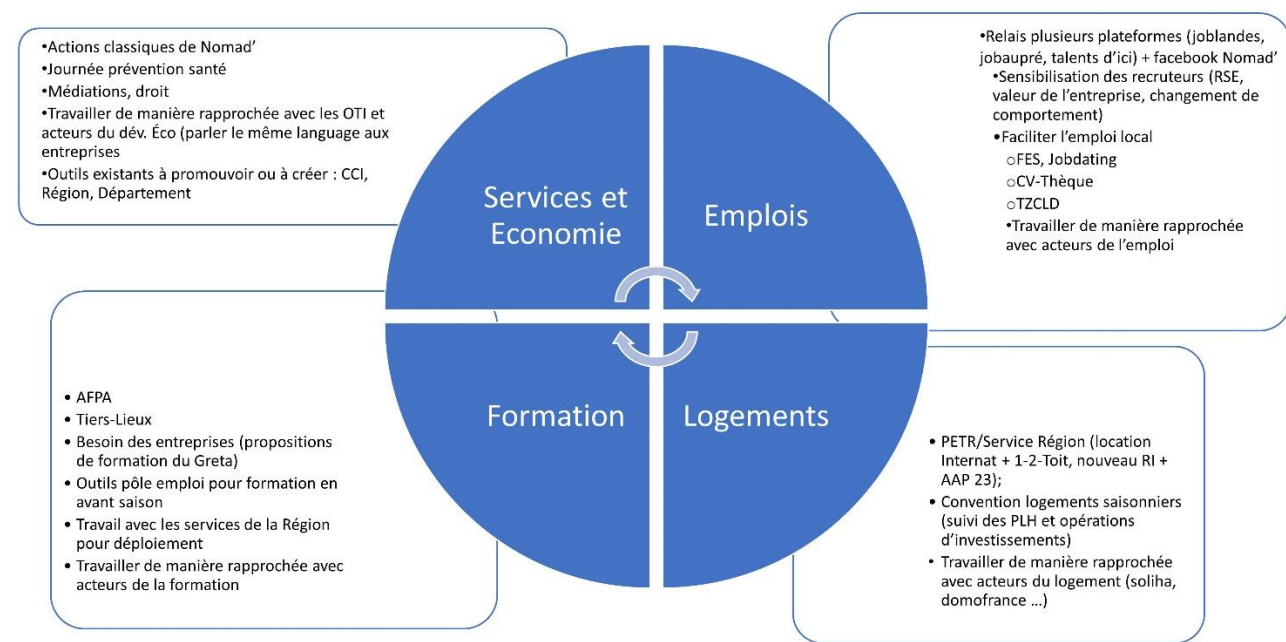 •Actions classiques de Nomad'
•Journée prévention santé
•Médiations, droit
•Travailler de manière rapprochée avec les OTI et
acteurs du dév. Éco (parler le même language aux
entreprises
•Outils existants à promouvoir ou à créer : CCI,
Région, Département
•Relais plusieurs plateformes (joblandes,
jobaupré, talents d'ici) + facebook Nomad'
•Sensibilisation des recruteurs (RSE,
valeur de l'entreprise, changement de
comportement)
•Faciliter l'emploi local
oFES, Jobdating
oCV-Thèque
oTZCLD
•Travailler de manière rapprochée
avec acteurs de l'emploi
Services et
Economie
Emplois
Formation
Logements
• AFPA
• Tiers-Lieux
• Besoin des entreprises (propositions
de formation du Greta)
• Outils pôle emploi pour formation en
avant saison
• Travail avec les services de la Région
pour déploiement
• Travailler de manière rapprochée avec
acteurs de la formation
• PETR/Service Région (location
Internat + 1-2-Toit, nouveau RI +
AAP 23);
• Convention logements saisonniers
(suivi des PLH et opérations
d'investissements)
• Travailler de manière rapprochée
avec acteurs du logement (soliha,
domofrance ...)